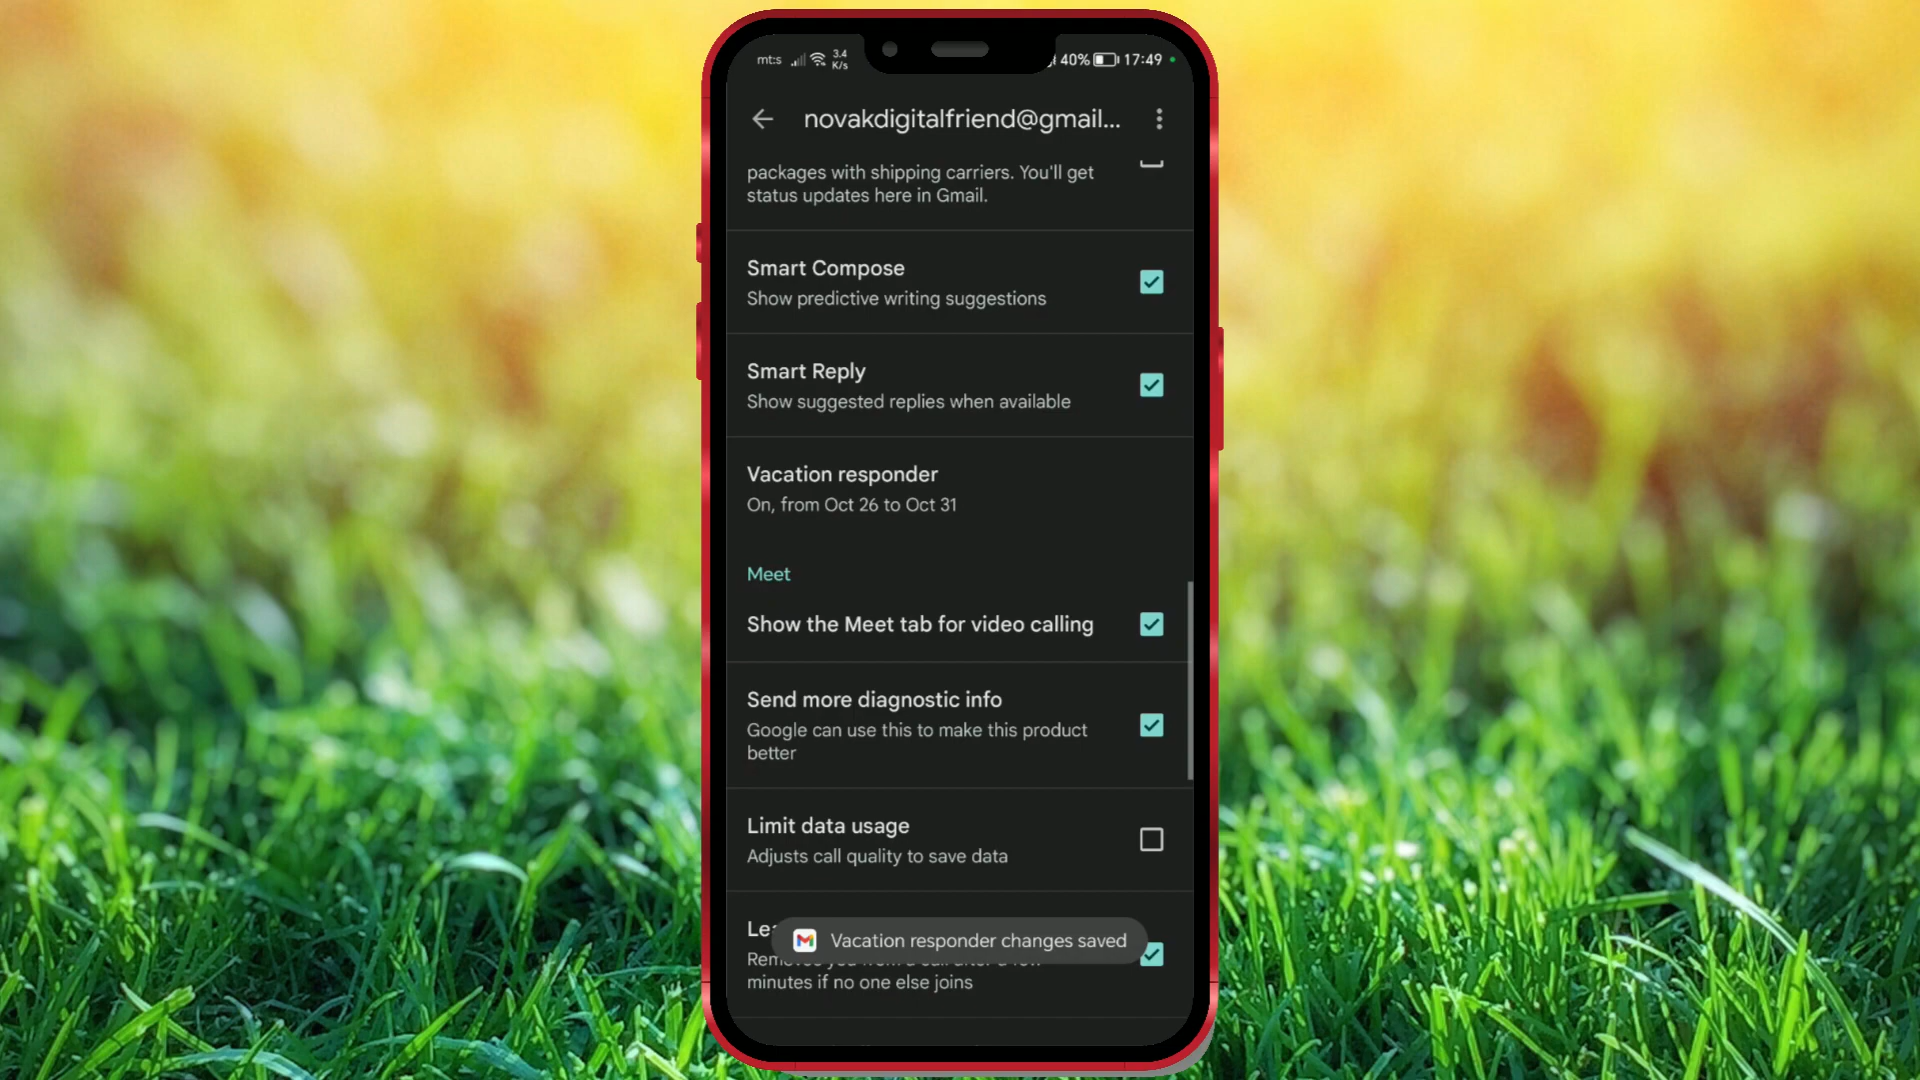 mt:s 3.4 K/s 40% 17:49
novakdigitalfriend@gmail...
packages with shipping carriers. You'll get
status updates here in Gmail.
Smart Compose
Show predictive writing suggestions
Smart Reply
Show suggested replies when available
Vacation responder
On, from Oct 26 to Oct 31
Meet
Show the Meet tab for video calling
Send more diagnostic info
Google can use this to make this product
better
Limit data usage
Adjusts call quality to save data
Vacation responder changes saved
minutes if no one else joins